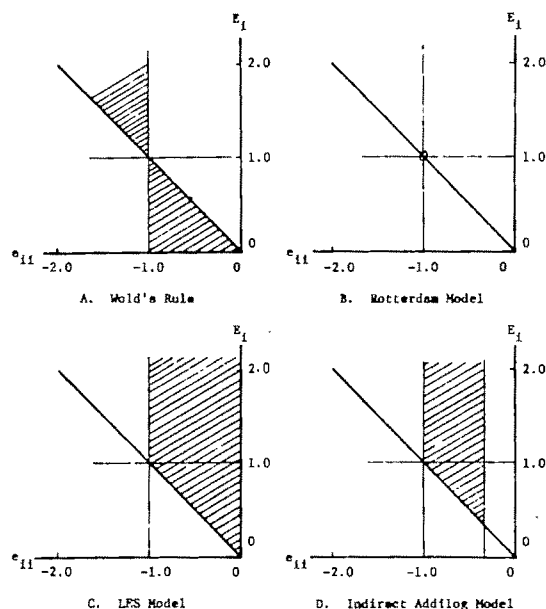 E_i
2.0
1.0
0
e_ii
-2.0 -1.0 0
A. Wold's Rule
E_i
2.0
1.0
0
e_ii
-2.0 -1.0 0
B. Rotterdam Model
E_i
2.0
1.0
0
e_ii
-2.0 -1.0 0
C. LES Model
E_i
2.0
1.0
0
e_ii
-2.0 -1.0 0
D. Indirect Addilog Model